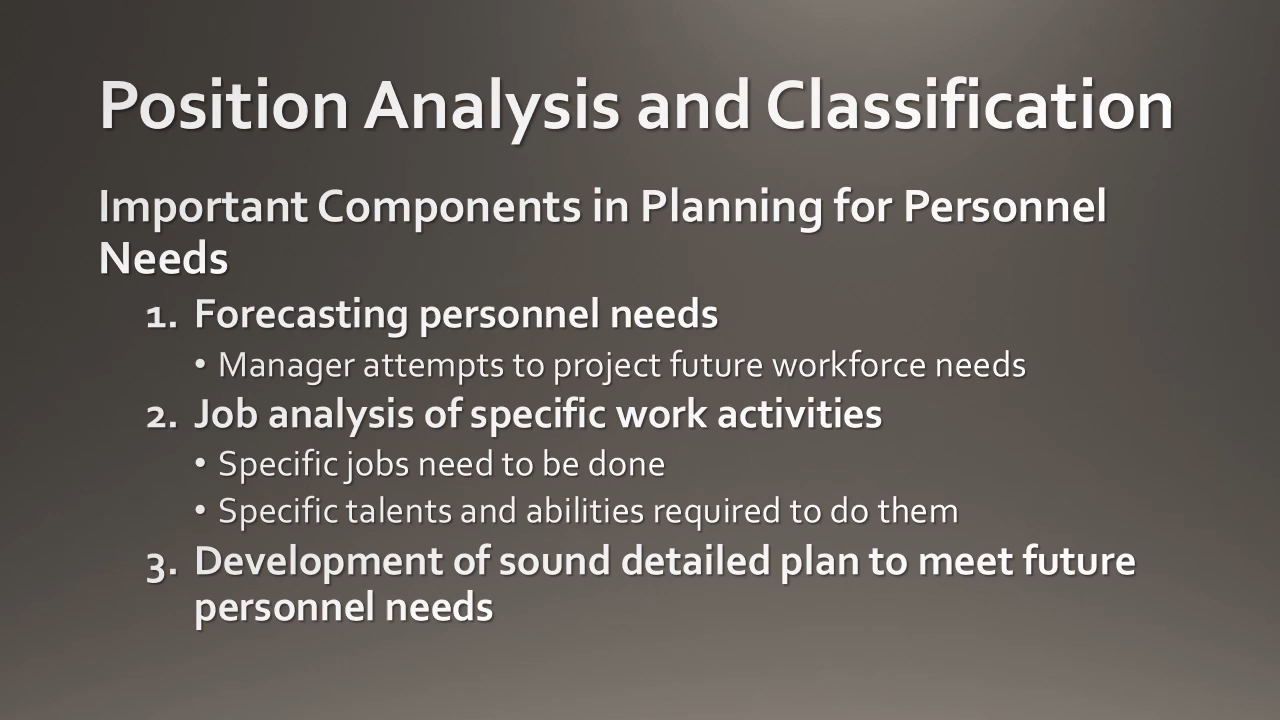 Position Analysis and Classification
Important Components in Planning for Personnel
Needs
1. Forecasting personnel needs
• Manager attempts to project future workforce needs
2. Job analysis of specific work activities
• Specific jobs need to be done
• Specific talents and abilities required to do them
3. Development of sound detailed plan to meet future
personnel needs